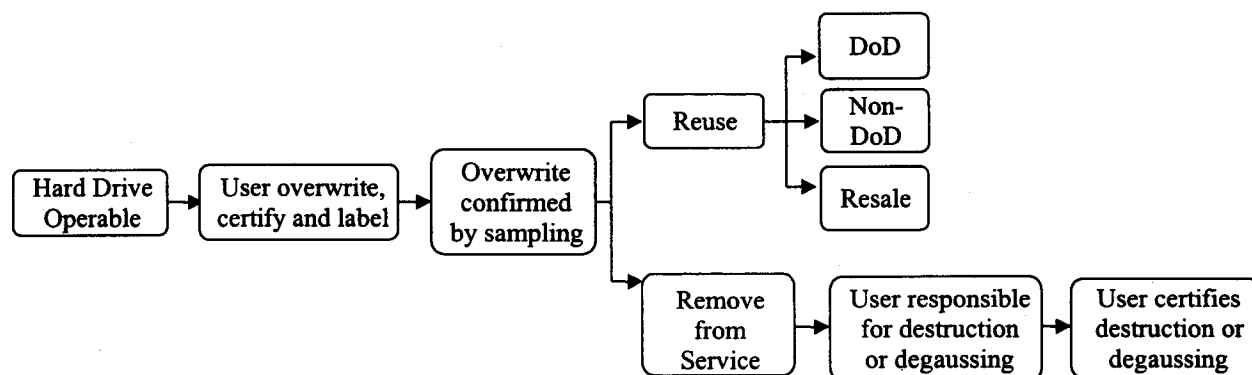 Hard Drive
Operable
User overwrite,
certify and label
Overwrite
confirmed
by sampling
Reuse
DoD
Non-
DoD
Resale
Remove
from
Service
User responsible
for destruction
or degaussing
User certifies
destruction or
degaussing